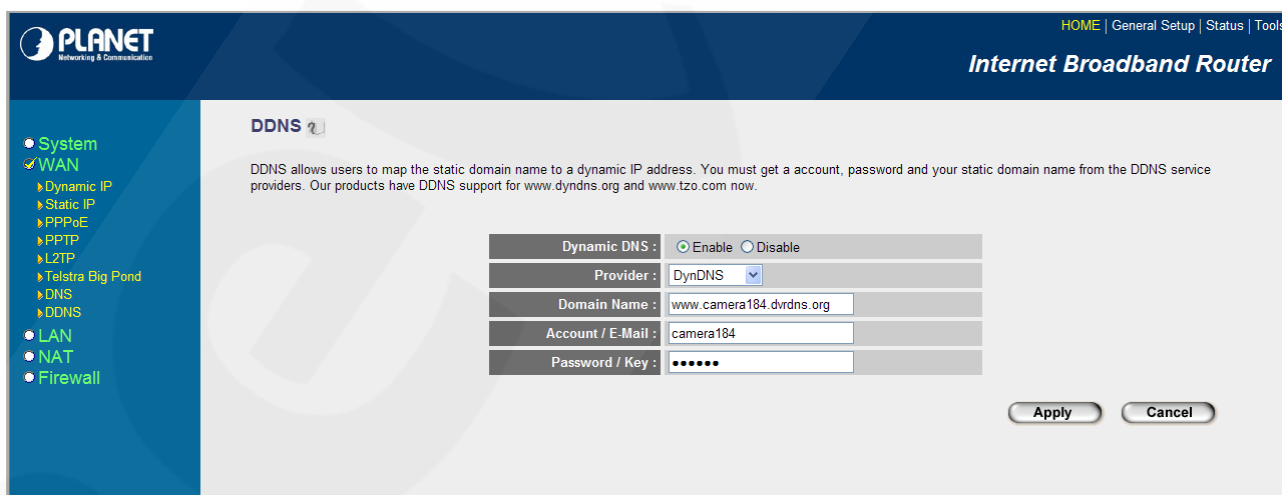 PLANET
Networking & Communication
HOME | General Setup | Status | Tools
Internet Broadband Router
System
WAN
Dynamic IP
Static IP
PPPoE
PPTP
L2TP
Telstra Big Pond
DNS
DDNS
LAN
NAT
Firewall
DDNS
DDNS allows users to map the static domain name to a dynamic IP address. You must get a account, password and your static domain name from the DDNS service
providers. Our products have DDNS support for www.dyndns.org and www.tzo.com now.
Dynamic DNS : Enable Disable
Provider : DynDNS
Domain Name : www.camera184.dvrdns.org
Account / E-Mail : camera184
Password / Key : ••••••
Apply Cancel